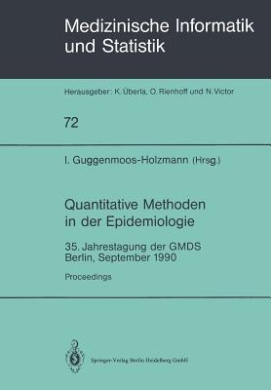 Medizinische Informatik
und Statistik
Herausgeber: K. Überla, O. Rienhoff und N. Victor
72
I. Guggenmoos-Holzmann (Hrsg.)
Quantitative Methoden
in der Epidemiologie
35. Jahrestagung der GMDS
Berlin, September 1990
Proceedings
Springer-Verlag Berlin Heidelberg GmbH